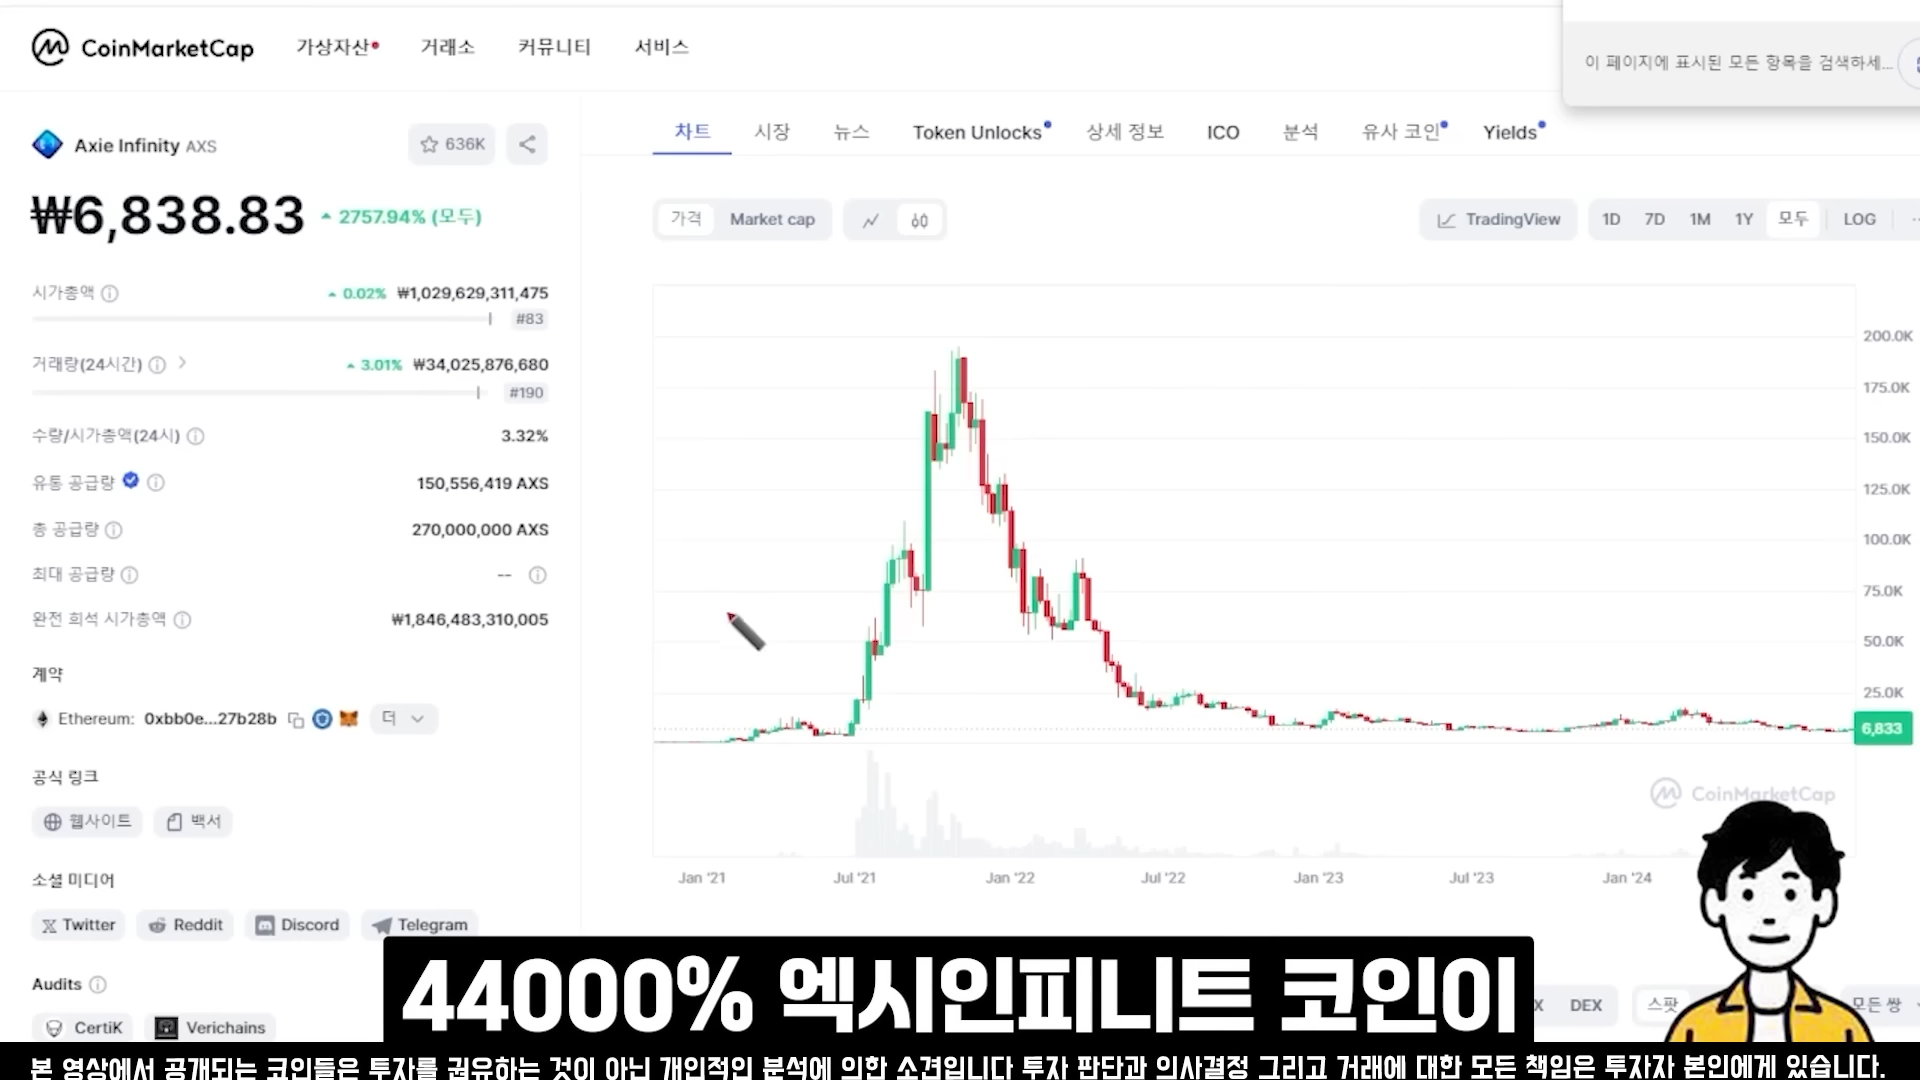 CoinMarketCap 가상자산 거래소 커뮤니티 서비스
이 페이지에 표시된 모든 항목을 검색하세...
Axie Infinity AXS 636K
₩6,838.83 2757.94% (모두)
시가총액 0.02% ₩1,029,629,311,475
#83
거래량(24시간) 3.01% ₩34,025,876,680
#190
수량/시가총액(24시) 3.32%
유통 공급량 150,556,419 AXS
총 공급량 270,000,000 AXS
최대 공급량 --
완전 희석 시가총액 ₩1,846,483,310,005
계약
Ethereum: 0xbb0e...27b28b 더
공식 링크
웹사이트 백서
소셜 미디어
Twitter Reddit Discord Telegram
Audits
CertiK Verichains
차트 시장 뉴스 Token Unlocks 상세 정보 ICO 분석 유사 코인 Yields
가격 Market cap TradingView 1D 7D 1M 1Y 모두 LOG
200.0K
175.0K
150.0K
125.0K
100.0K
75.0K
50.0K
25.0K
6,833
CoinMarketCap
Jan '21 Jul '21 Jan '22 Jul '22 Jan '23 Jul '23 Jan '24
DEX 스팟 모든 쌍
44000% 엑시인피니트 코인이
본 영상에서 공개되는 코인들은 투자를 권유하는 것이 아닌 개인적인 분석에 의한 소견입니다 투자 판단과 의사결정 그리고 거래에 대한 모든 책임은 투자자 본인에게 있습니다.